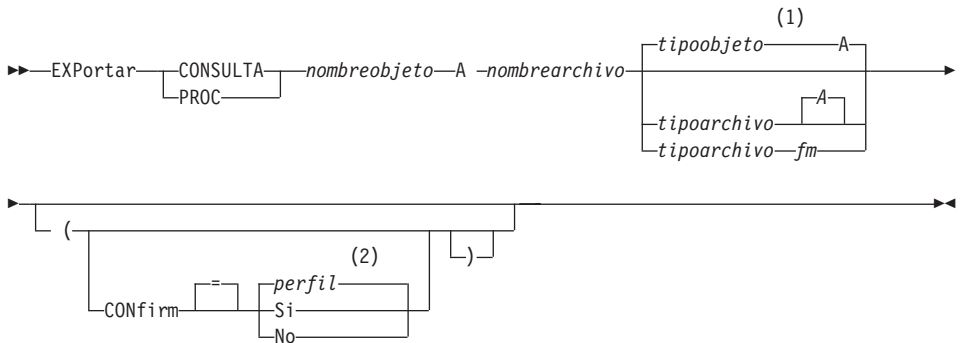 (1)
tipoobjeto A
EXPortar CONSULTA nombreobjeto A nombrearchivo
PROC
A
tipoarchivo
tipoarchivo fm
(
)
(2)
perfil
=
CONfirm Si
No